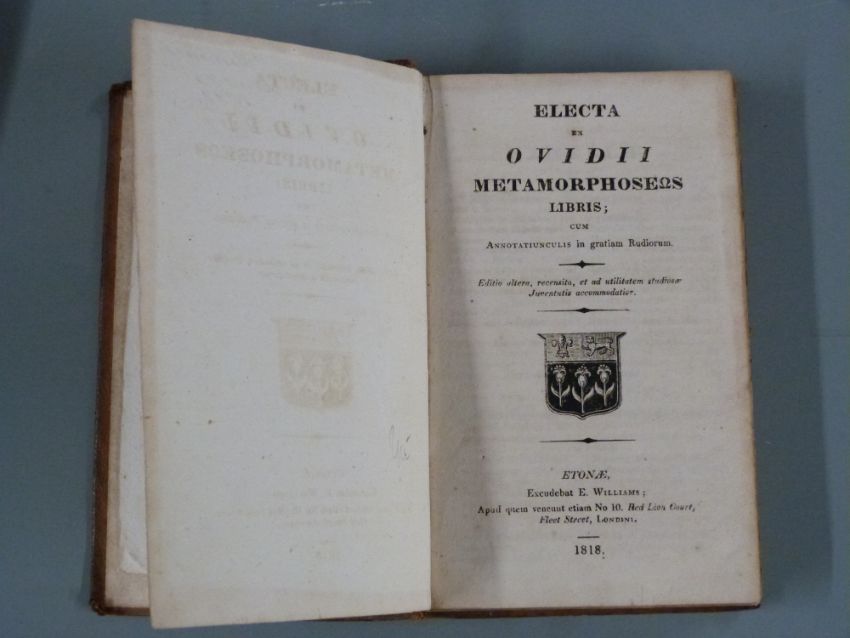 ELECTA
EX
OVIDII
METAMORPHOSEΩS
LIBRIS;
CUM
ANNOTATIUNCULIS in gratiam Rudiorum.
Editio altera, recensita, et ad utilitatem studiosæ
Juventutis accommodatior.
ETONÆ,
Excudebat E. WILLIAMS;
Apud quem veneunt etiam No 10. Red Lion Court,
Fleet Street, LONDINI.
1818.